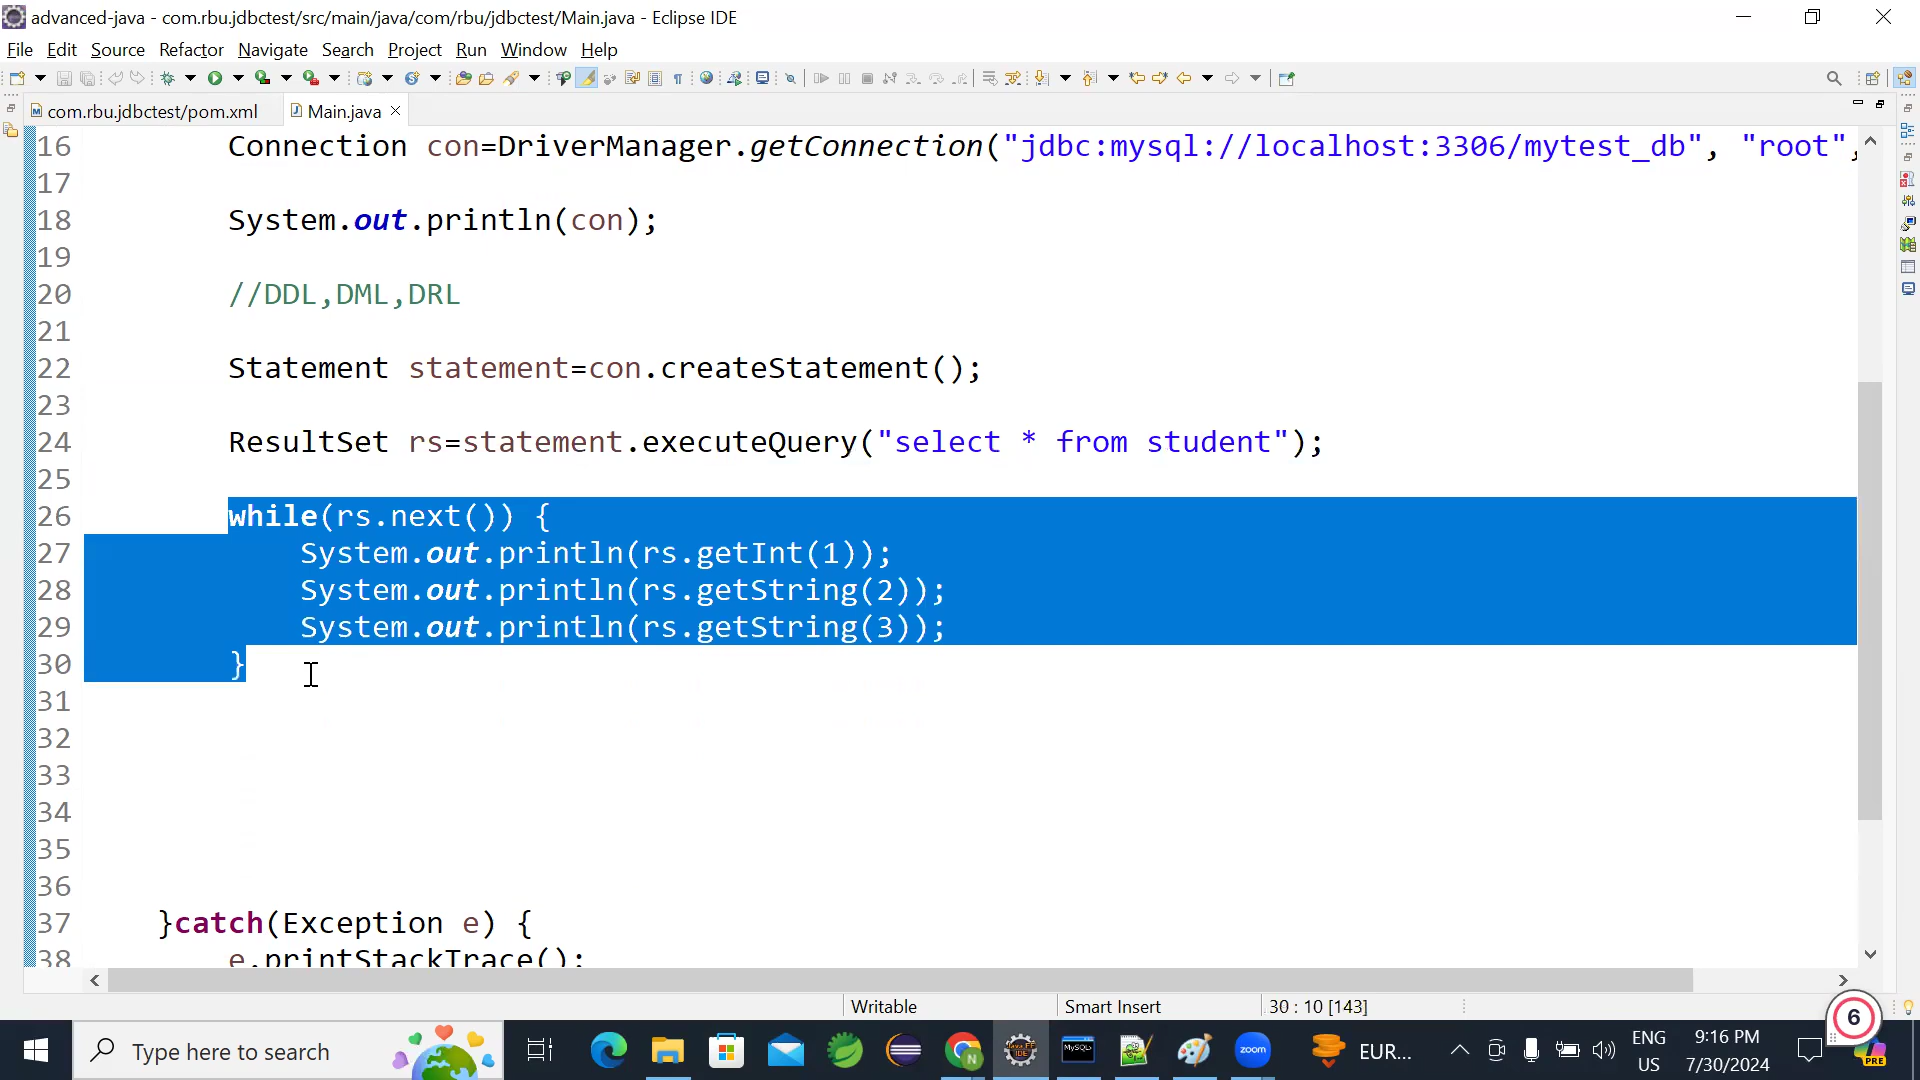 advanced-java - com.rbu.jdbctest/src/main/java/com/rbu/jdbctest/Main.java - Eclipse IDE
File Edit Source Refactor Navigate Search Project Run Window Help
com.rbu.jdbctest/pom.xml Main.java
16 Connection con=DriverManager.getConnection("jdbc:mysql://localhost:3306/mytest_db", "root",
17
18 System.out.println(con);
19
20 //DDL,DML,DRL
21
22 Statement statement=con.createStatement();
23
24 ResultSet rs=statement.executeQuery("select * from student");
25
26 while(rs.next()) {
27 System.out.println(rs.getInt(1));
28 System.out.println(rs.getString(2));
29 System.out.println(rs.getString(3));
30 }
31
32
33
34
35
36
37 }catch(Exception e) {
38 e.printStackTrace();
Writable Smart Insert 30 : 10 [143]
6
Type here to search
MySQL
zoom
EUR...
ENG
US
9:16 PM
7/30/2024
PRE